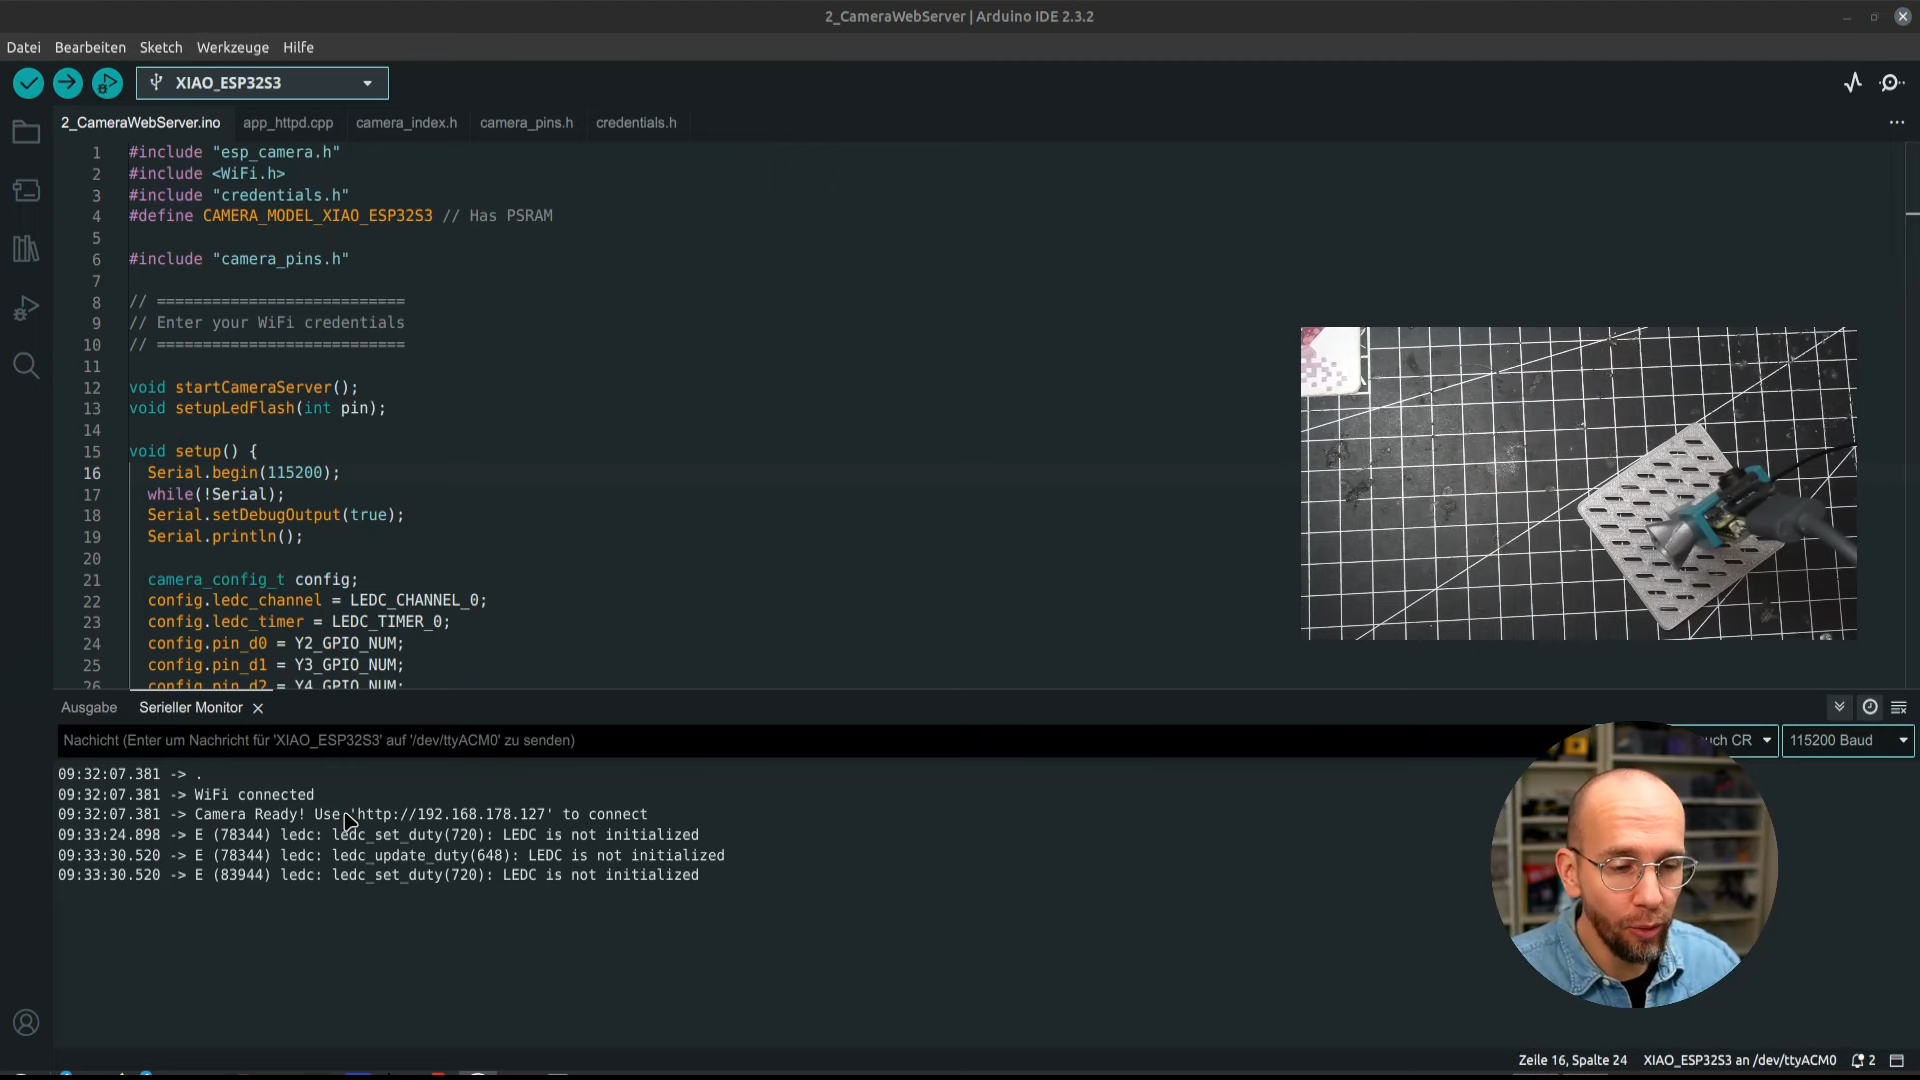 2_CameraWebServer | Arduino IDE 2.3.2
Datei Bearbeiten Sketch Werkzeuge Hilfe
XIAO_ESP32S3
2_CameraWebServer.ino app_httpd.cpp camera_index.h camera_pins.h credentials.h
1 #include "esp_camera.h"
2 #include <WiFi.h>
3 #include "credentials.h"
4 #define CAMERA_MODEL_XIAO_ESP32S3 // Has PSRAM
5
6 #include "camera_pins.h"
7
8 // ===========================
9 // Enter your WiFi credentials
10 // ===========================
11
12 void startCameraServer();
13 void setupLedFlash(int pin);
14
15 void setup() {
16 Serial.begin(115200);
17 while(!Serial);
18 Serial.setDebugOutput(true);
19 Serial.println();
20
21 camera_config_t config;
22 config.ledc_channel = LEDC_CHANNEL_0;
23 config.ledc_timer = LEDC_TIMER_0;
24 config.pin_d0 = Y2_GPIO_NUM;
25 config.pin_d1 = Y3_GPIO_NUM;
26 config.pin_d2 = Y4_GPIO_NUM;
Ausgabe Serieller Monitor
Nachricht (Enter um Nachricht für 'XIAO_ESP32S3' auf '/dev/ttyACM0' zu senden)
uch CR 115200 Baud
09:32:07.381 -> .
09:32:07.381 -> WiFi connected
09:32:07.381 -> Camera Ready! Use 'http://192.168.178.127' to connect
09:33:24.898 -> E (78344) ledc: ledc_set_duty(720): LEDC is not initialized
09:33:30.520 -> E (78344) ledc: ledc_update_duty(648): LEDC is not initialized
09:33:30.520 -> E (83944) ledc: ledc_set_duty(720): LEDC is not initialized
Zeile 16, Spalte 24 XIAO_ESP32S3 an /dev/ttyACM0 2